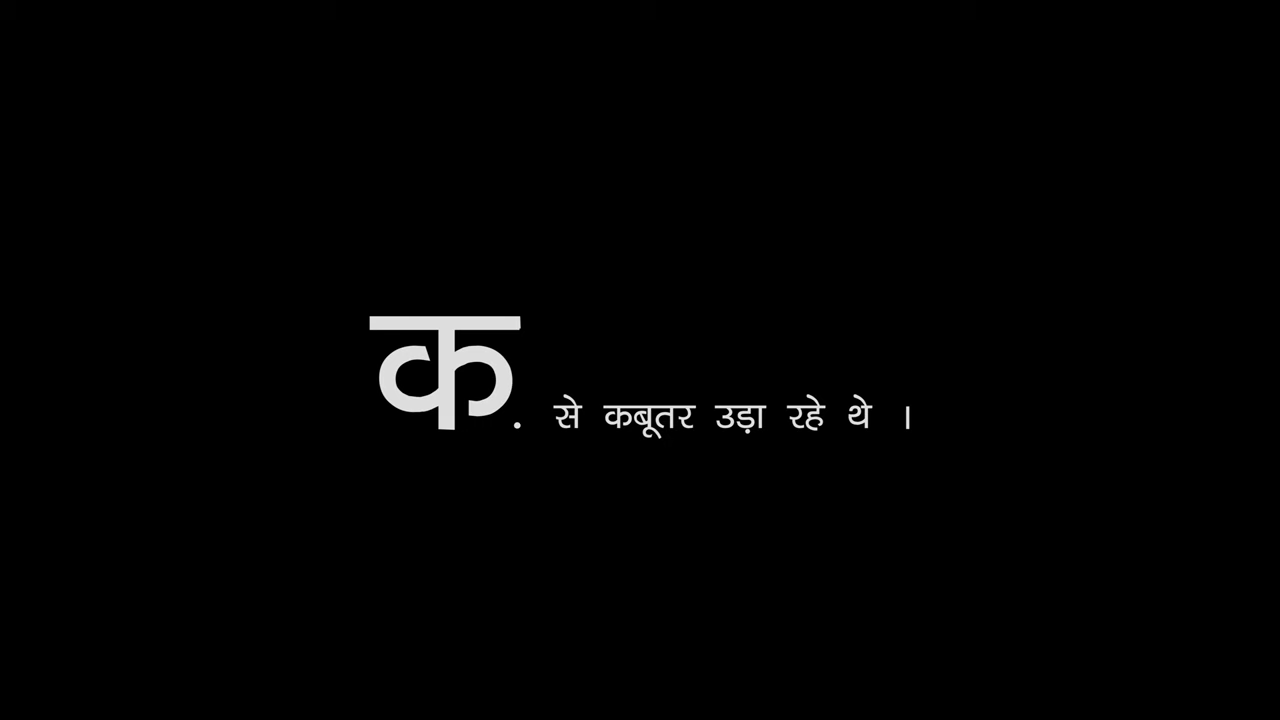 क. से कबूतर उड़ा रहे थे ।